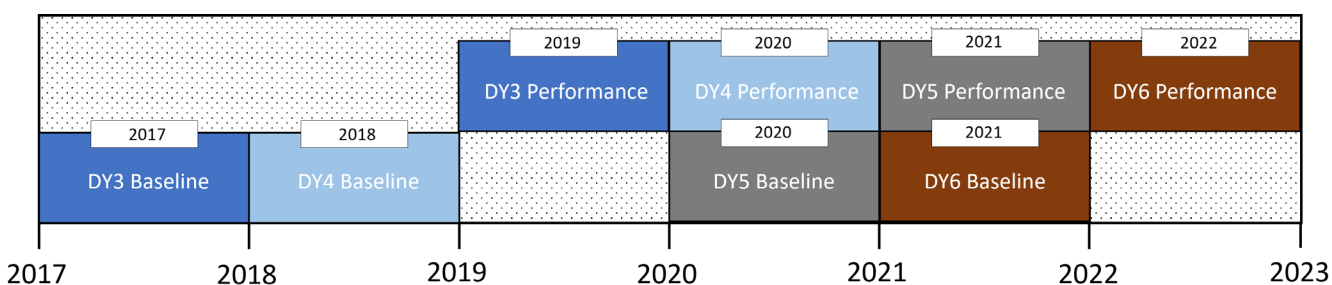 2019
2020
2021
2022
DY3 Performance
DY4 Performance
DY5 Performance
DY6 Performance
2017
2018
2020
2021
DY3 Baseline
DY4 Baseline
DY5 Baseline
DY6 Baseline
2017
2018
2019
2020
2021
2022
2023